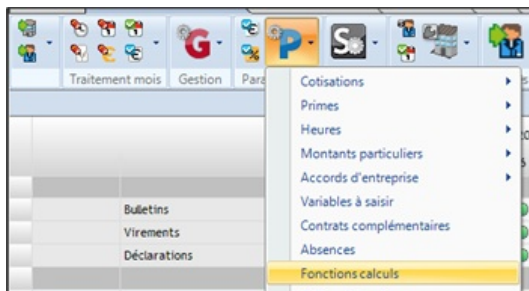 G
P
S
Traitement mois
Gestion
Para
Cotisations
Primes
Heures
Montants particuliers
Accords d'entreprise
Variables à saisir
Contrats complémentaires
Absences
Fonctions calculs
Bulletins
Virements
Déclarations